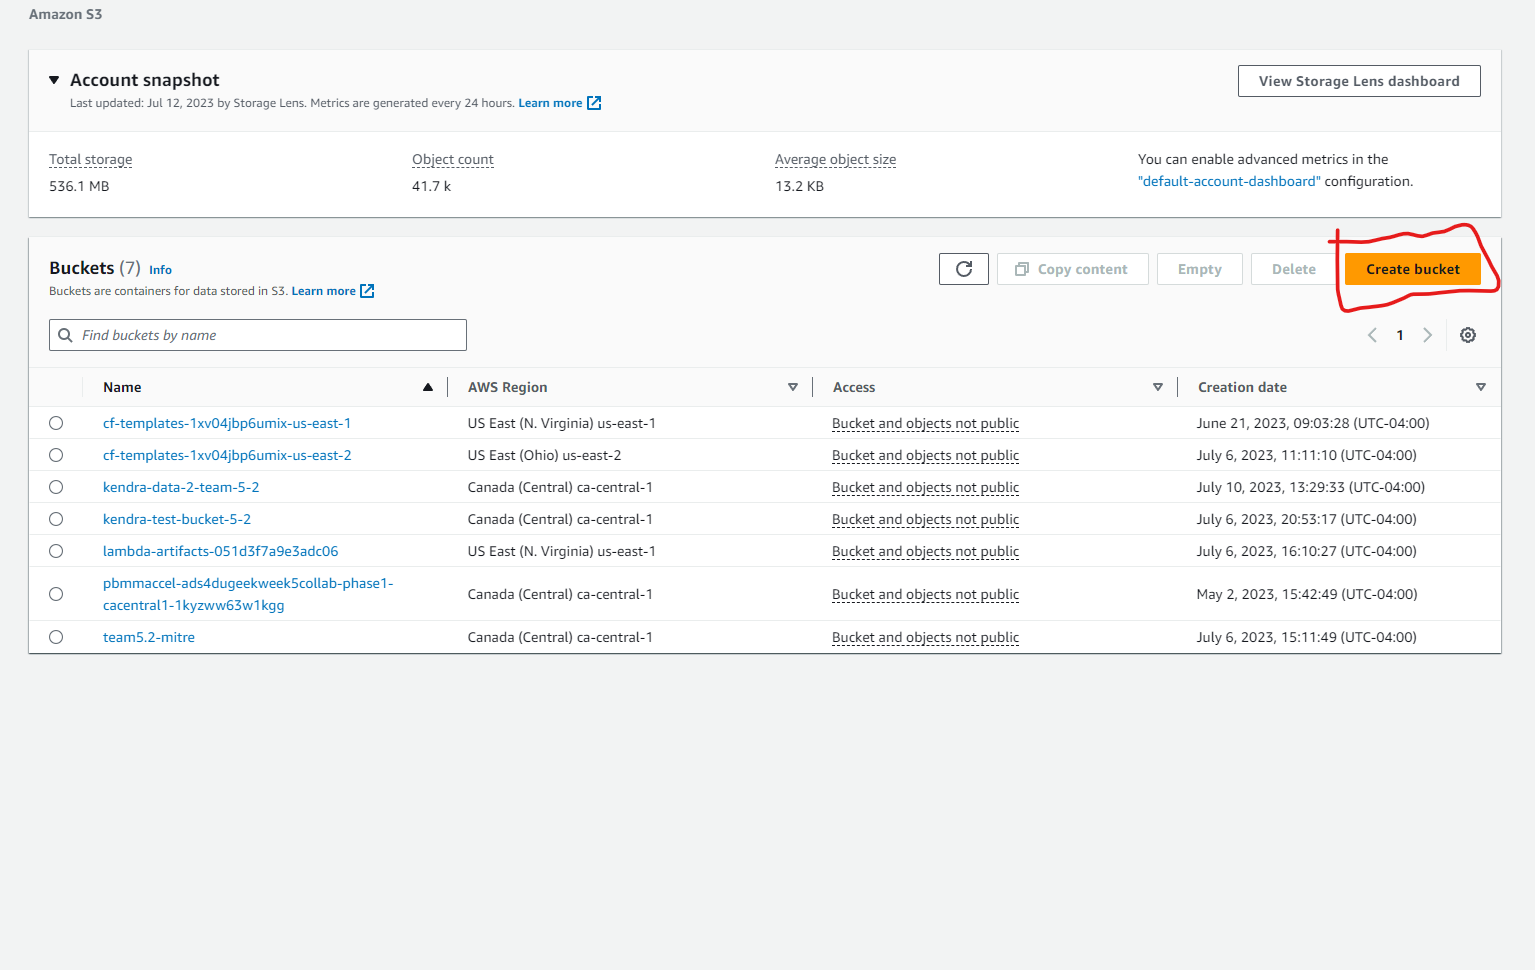 Amazon S3
Account snapshot
View Storage Lens dashboard
Last updated: Jul 12, 2023 by Storage Lens. Metrics are generated every 24 hours. Learn more
Total storage
Object count
Average object size
You can enable advanced metrics in the
536.1 MB
41.7 k
13.2 KB
"default-account-dashboard" configuration.
Buckets (7) Info
Copy content
Empty
Delete
Create bucket
Buckets are containers for data stored in S3. Learn more
Find buckets by name
1
Name AWS Region Access Creation date
cf-templates-1xv04jbp6umix-us-east-1 US East (N. Virginia) us-east-1 Bucket and objects not public June 21, 2023, 09:03:28 (UTC-04:00)
cf-templates-1xv04jbp6umix-us-east-2 US East (Ohio) us-east-2 Bucket and objects not public July 6, 2023, 11:11:10 (UTC-04:00)
kendra-data-2-team-5-2 Canada (Central) ca-central-1 Bucket and objects not public July 10, 2023, 13:29:33 (UTC-04:00)
kendra-test-bucket-5-2 Canada (Central) ca-central-1 Bucket and objects not public July 6, 2023, 20:53:17 (UTC-04:00)
lambda-artifacts-051d3f7a9e3adc06 US East (N. Virginia) us-east-1 Bucket and objects not public July 6, 2023, 16:10:27 (UTC-04:00)
pbmmaccel-ads4dugeekweek5collab-phase1-
cacentral1-1kyzww63w1kgg Canada (Central) ca-central-1 Bucket and objects not public May 2, 2023, 15:42:49 (UTC-04:00)
team5.2-mitre Canada (Central) ca-central-1 Bucket and objects not public July 6, 2023, 15:11:49 (UTC-04:00)